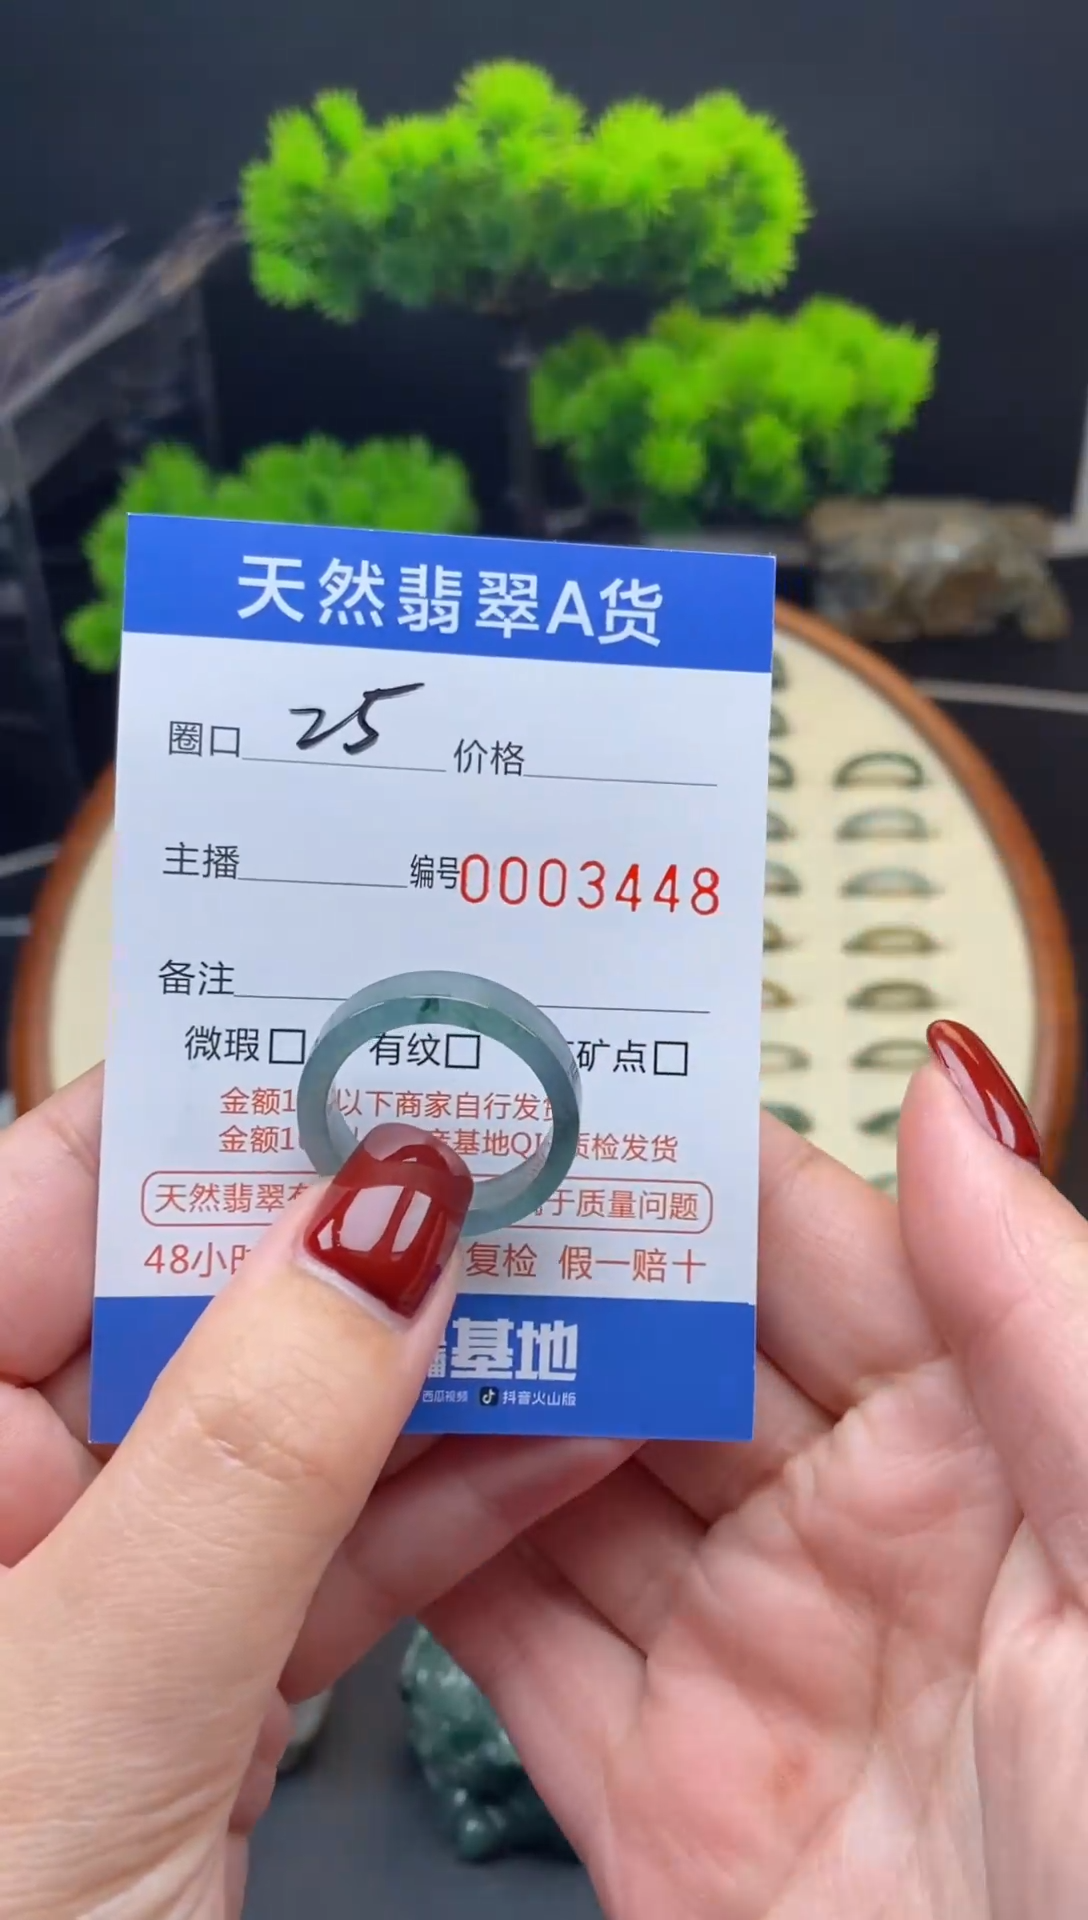 天然翡翠A货
圈口 25 价格
主播 编号0003448
备注
微瑕□ 有纹□ 矿点□
金额1 以下商家自行发货
金额1 基地QI 质检发货
天然翡翠 于质量问题
48小时 复检 假一赔十
播基地
西瓜视频 抖音火山版